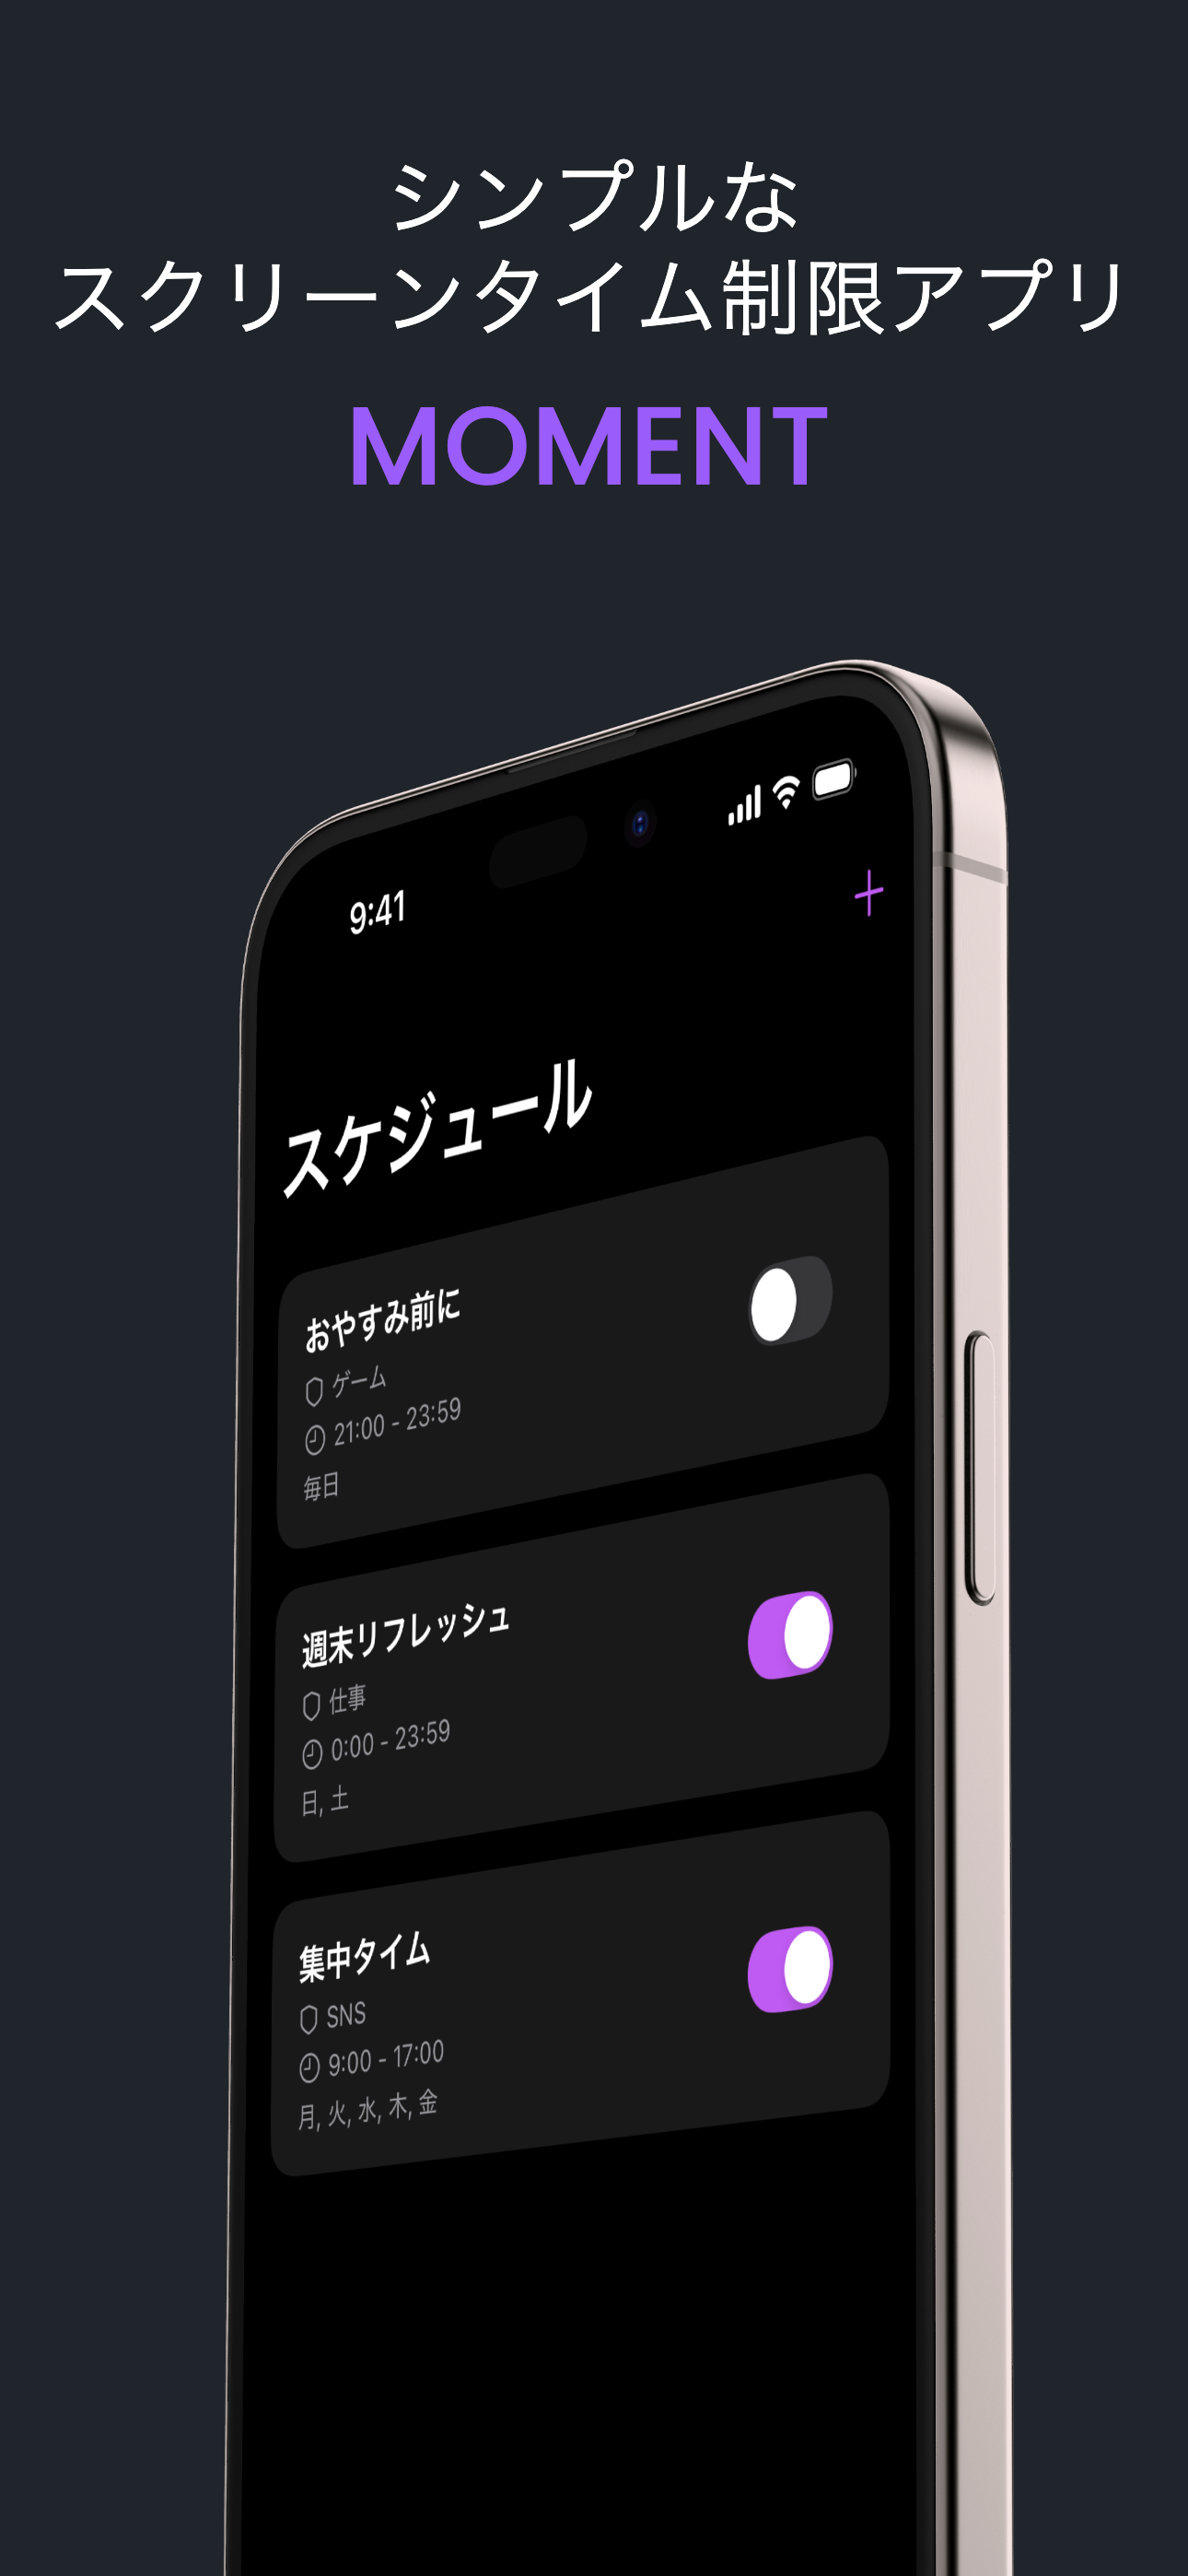 シンプルな
スクリーンタイム制限アプリ
MOMENT
9:41
スケジュール
おやすみ前に
ゲーム
21:00 - 23:59
毎日
週末リフレッシュ
仕事
0:00 - 23:59
日, 土
集中タイム
SNS
9:00 - 17:00
月, 火, 水, 木, 金